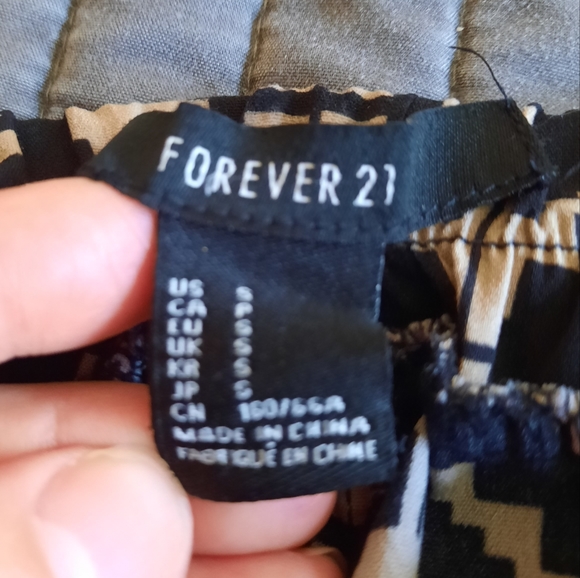 FOREVER 21
US S
CA P
EU S
UK S
KR S
JP S
CN 160/66A
MADE IN CHINA
FABRIQUÉ EN CHINE